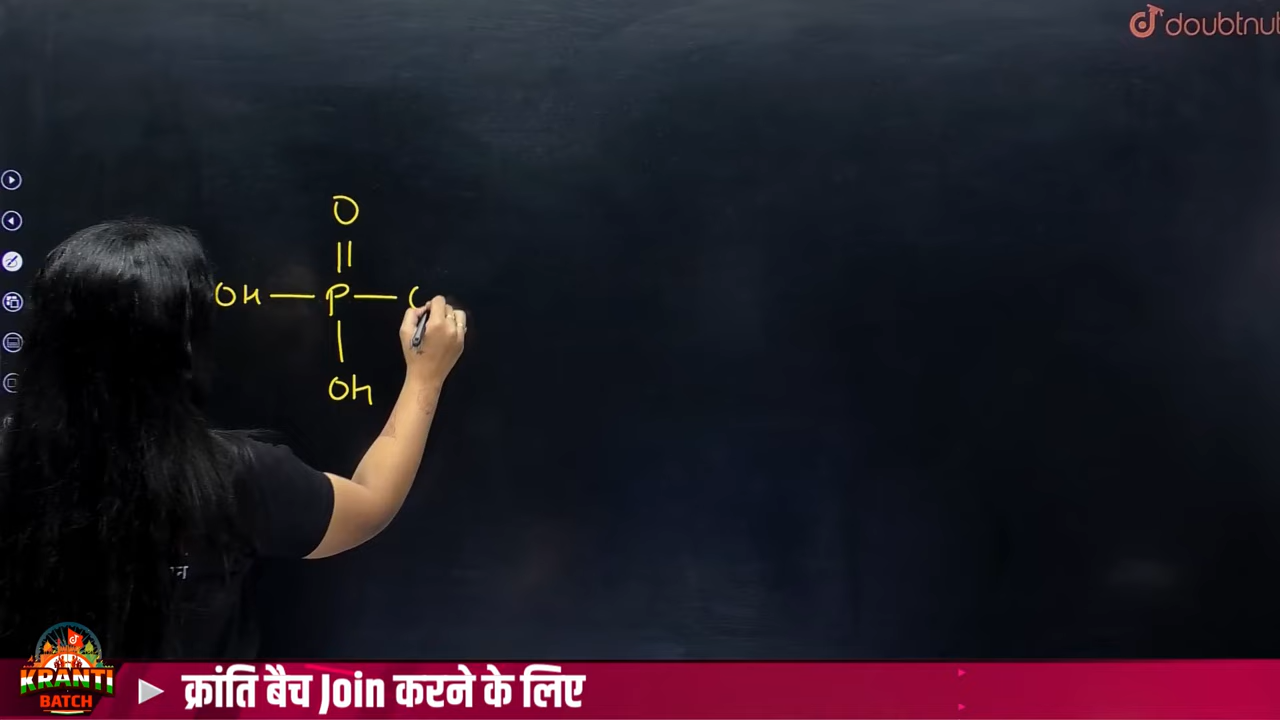 doubtnut
O
||
OH — P — O
|
OH
न
KRANTI
BATCH
क्रांति बैच Join करने के लिए